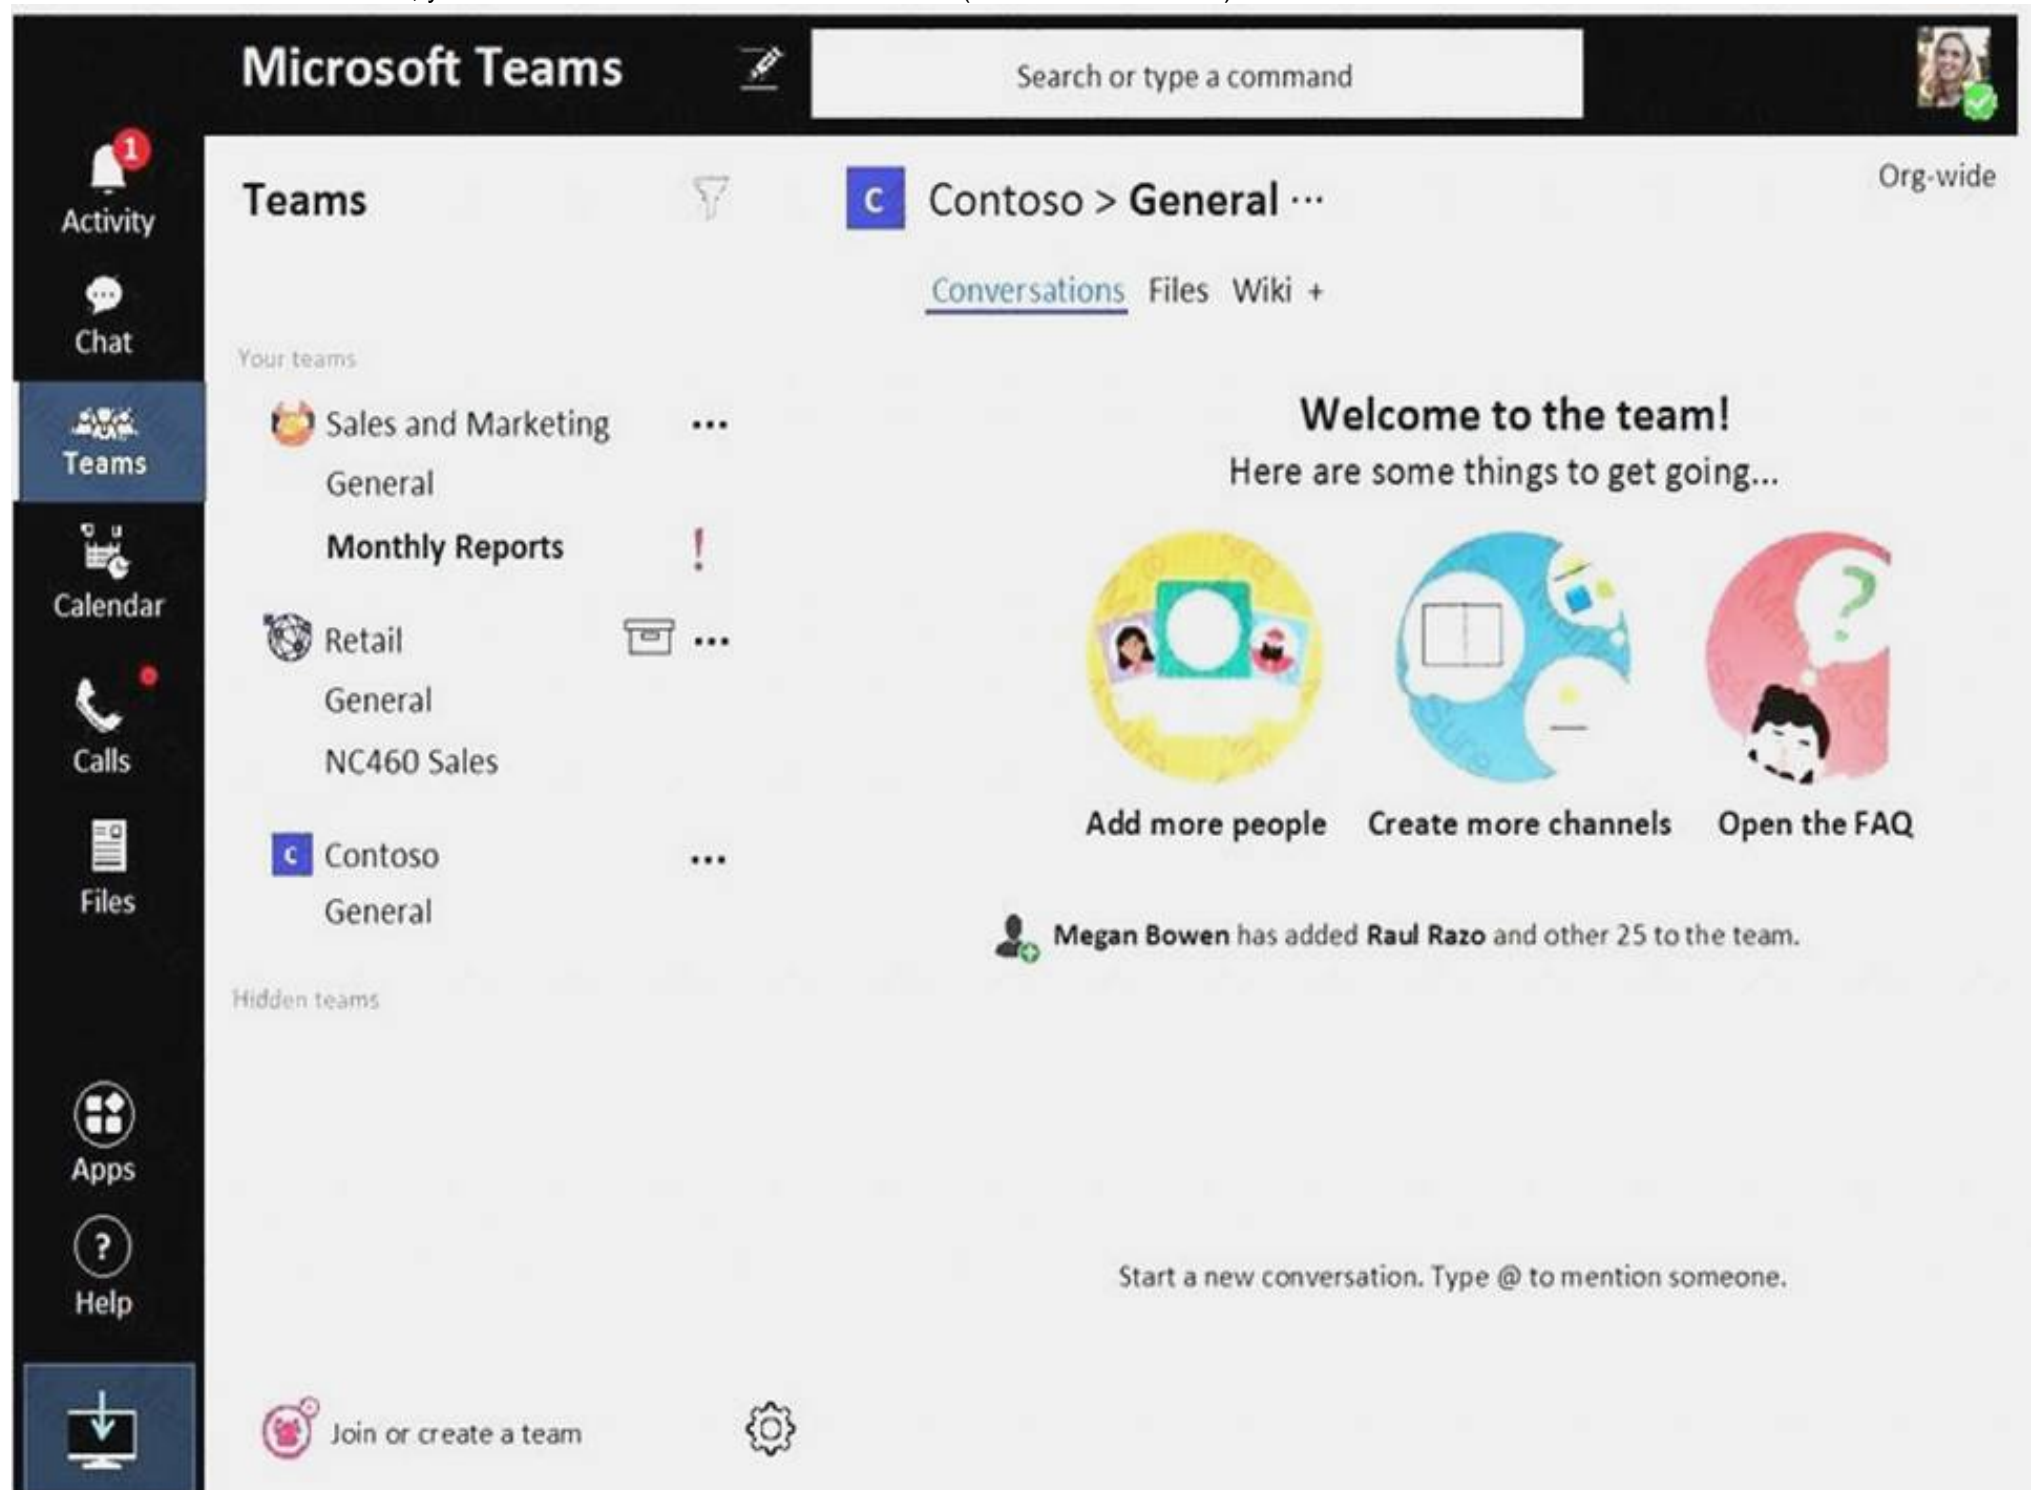 Microsoft Teams
Search or type a command
1
Activity
Chat
Teams
Calendar
Calls
Files
Apps
Help
Teams
Your teams
Sales and Marketing ...
General
Monthly Reports !
Retail ...
General
NC460 Sales
C Contoso ...
General
Hidden teams
Join or create a team
C Contoso > General ...
Org-wide
Conversations Files Wiki +
Welcome to the team!
Here are some things to get going...
?
Add more people Create more channels Open the FAQ
Megan Bowen has added Raul Razo and other 25 to the team.
Start a new conversation. Type @ to mention someone.